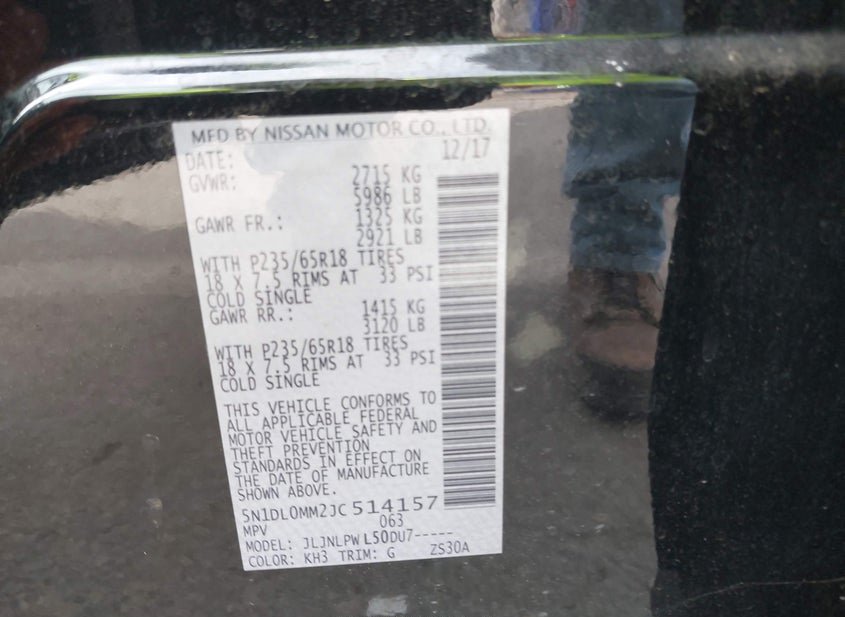 MFD BY NISSAN MOTOR CO., LTD.
DATE: 12/17
GVWR: 2715 KG
5986 LB
GAWR FR.: 1325 KG
2921 LB
WITH P235/65R18 TIRES
18 X 7.5 RIMS AT 33 PSI
COLD SINGLE
GAWR RR.: 1415 KG
3120 LB
WITH P235/65R18 TIRES
18 X 7.5 RIMS AT 33 PSI
COLD SINGLE
THIS VEHICLE CONFORMS TO
ALL APPLICABLE FEDERAL
MOTOR VEHICLE SAFETY AND
THEFT PREVENTION
STANDARDS IN EFFECT ON
THE DATE OF MANUFACTURE
SHOWN ABOVE.
5N1DL0MM2JC514157
MPV 063
MODEL: JLJNLPWL50DU7-----
COLOR: KH3 TRIM: G ZS30A